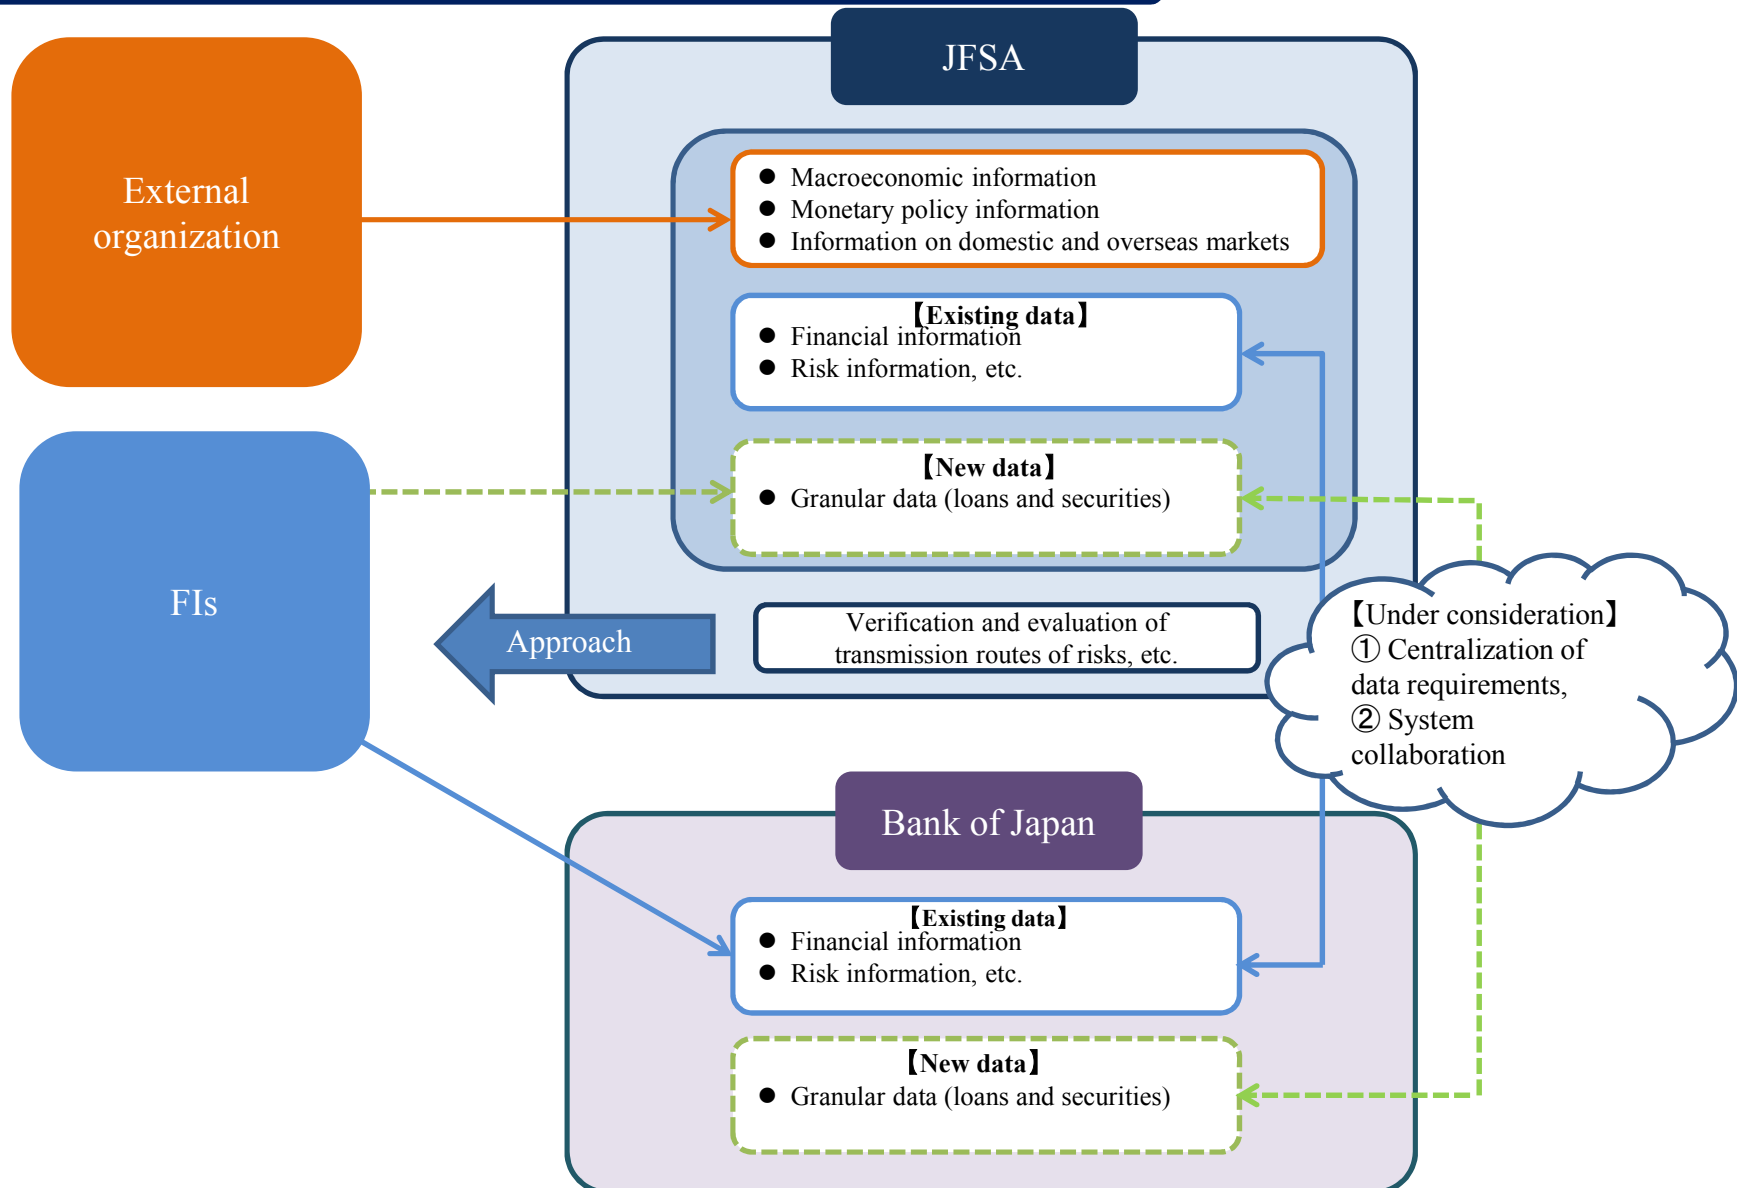 JFSA
External
organization
● Macroeconomic information
● Monetary policy information
● Information on domestic and overseas markets
【Existing data】
● Financial information
● Risk information, etc.
【New data】
● Granular data (loans and securities)
FIs
Approach
Verification and evaluation of
transmission routes of risks, etc.
【Under consideration】
① Centralization of
data requirements,
② System
collaboration
Bank of Japan
【Existing data】
● Financial information
● Risk information, etc.
【New data】
● Granular data (loans and securities)